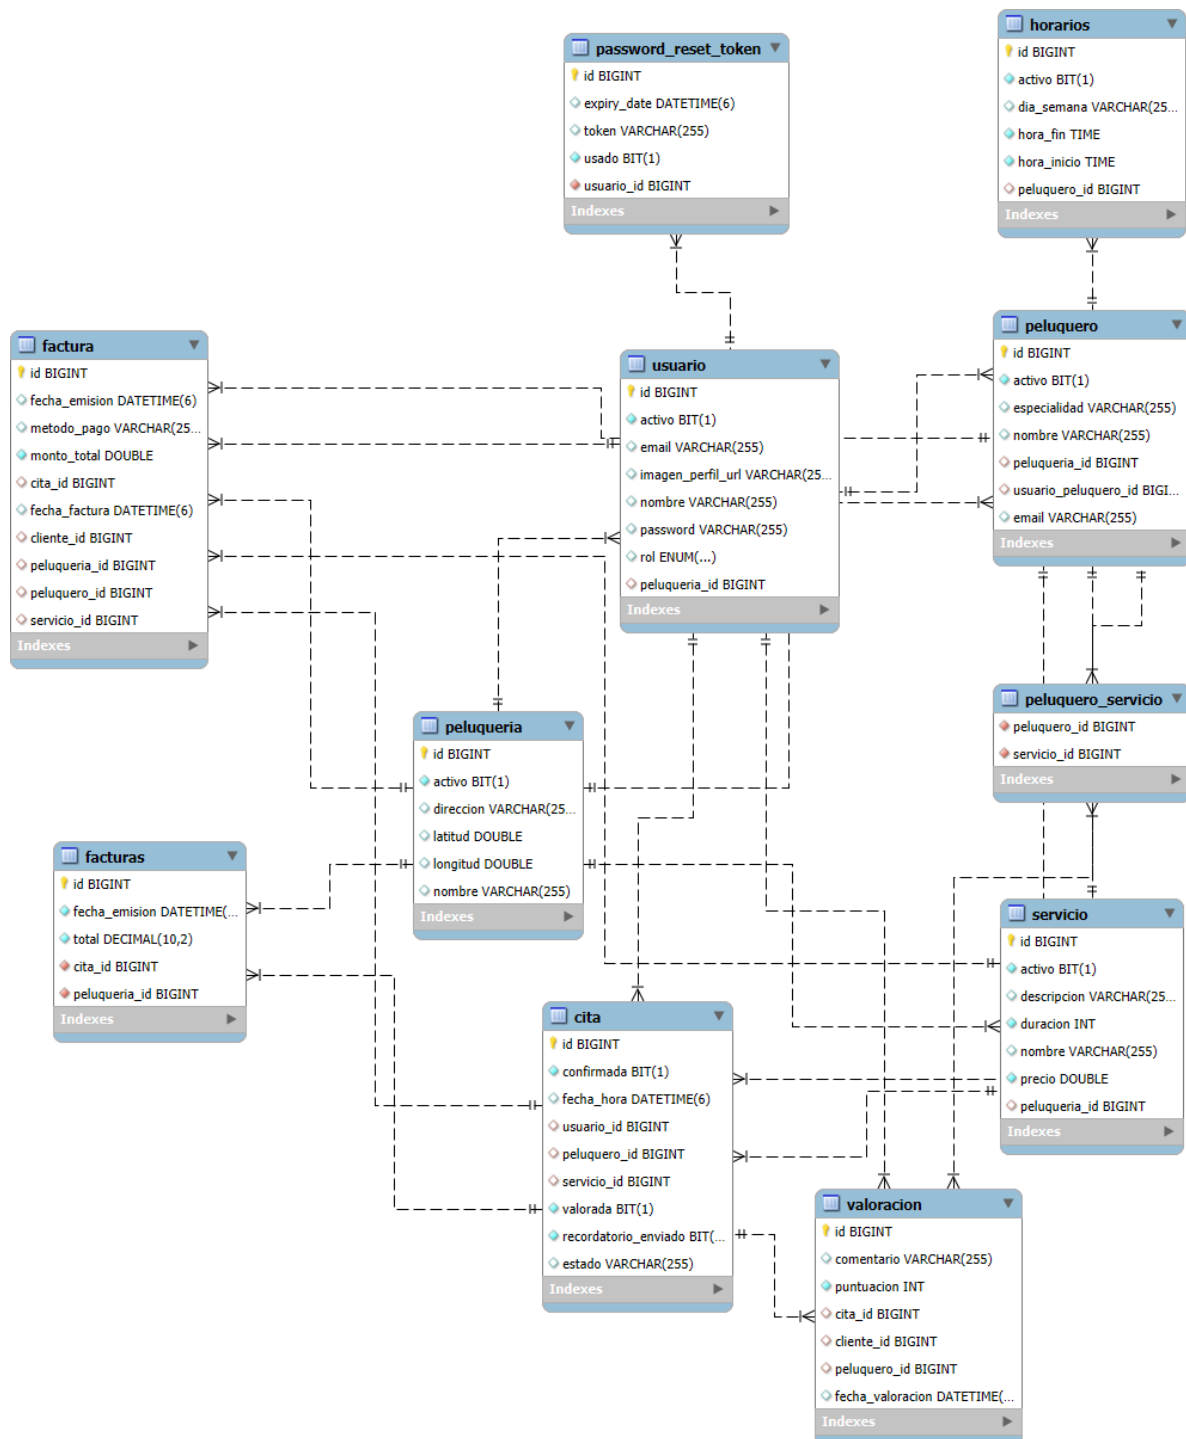 password_reset_token
id BIGINT
expiry_date DATETIME(6)
token VARCHAR(255)
usado BIT(1)
usuario_id BIGINT
Indexes
horarios
id BIGINT
activo BIT(1)
dia_semana VARCHAR(25...
hora_fin TIME
hora_inicio TIME
peluquero_id BIGINT
Indexes
factura
id BIGINT
fecha_emision DATETIME(6)
metodo_pago VARCHAR(25...
monto_total DOUBLE
cita_id BIGINT
fecha_factura DATETIME(6)
cliente_id BIGINT
peluqueria_id BIGINT
peluquero_id BIGINT
servicio_id BIGINT
Indexes
usuario
id BIGINT
activo BIT(1)
email VARCHAR(255)
imagen_perfil_url VARCHAR(25...
nombre VARCHAR(255)
password VARCHAR(255)
rol ENUM(...)
peluqueria_id BIGINT
Indexes
peluquero
id BIGINT
activo BIT(1)
especialidad VARCHAR(255)
nombre VARCHAR(255)
peluqueria_id BIGINT
usuario_peluquero_id BIGI...
email VARCHAR(255)
Indexes
peluquero_servicio
peluquero_id BIGINT
servicio_id BIGINT
Indexes
peluqueria
id BIGINT
activo BIT(1)
direccion VARCHAR(25...
latitud DOUBLE
longitud DOUBLE
nombre VARCHAR(255)
Indexes
facturas
id BIGINT
fecha_emision DATETIME(...
total DECIMAL(10,2)
cita_id BIGINT
peluqueria_id BIGINT
Indexes
servicio
id BIGINT
activo BIT(1)
descripcion VARCHAR(25...
duracion INT
nombre VARCHAR(255)
precio DOUBLE
peluqueria_id BIGINT
Indexes
cita
id BIGINT
confirmada BIT(1)
fecha_hora DATETIME(6)
usuario_id BIGINT
peluquero_id BIGINT
servicio_id BIGINT
valorada BIT(1)
recordatorio_enviado BIT(...
estado VARCHAR(255)
Indexes
valoracion
id BIGINT
comentario VARCHAR(255)
puntuacion INT
cita_id BIGINT
cliente_id BIGINT
peluquero_id BIGINT
fecha_valoracion DATETIME(...
Indexes